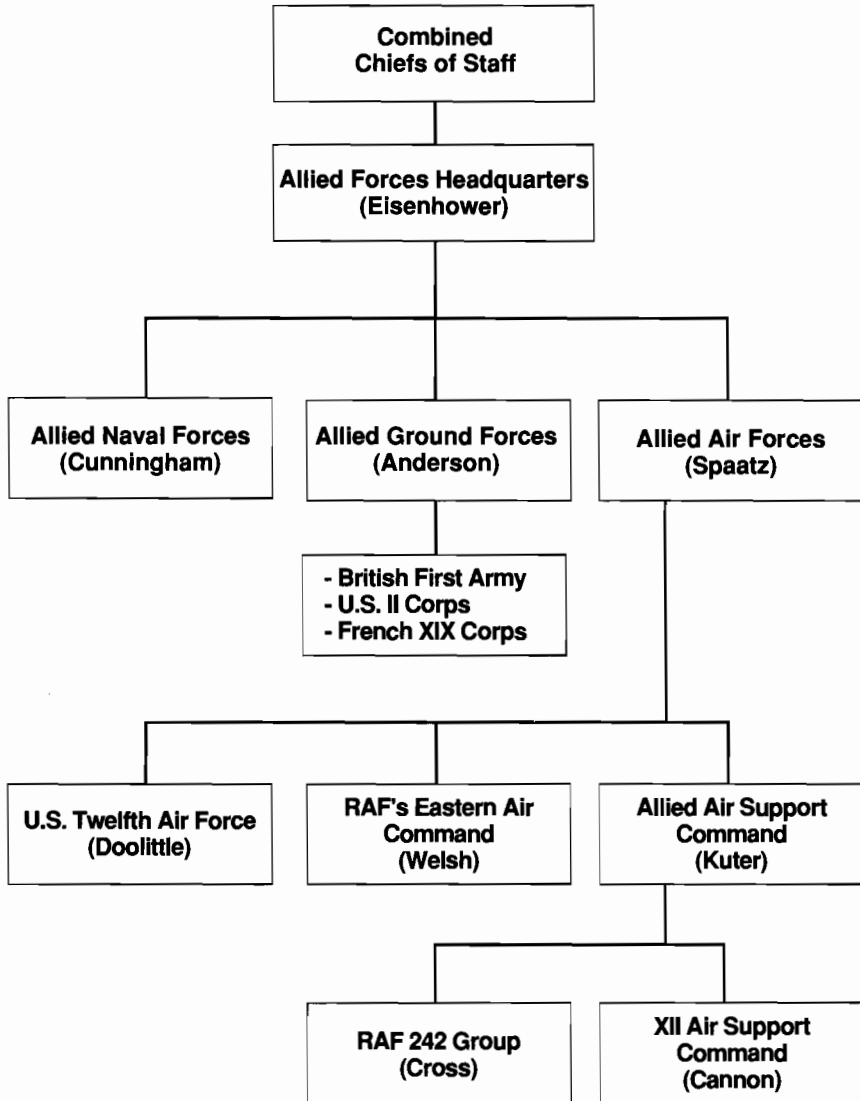 Combined
Chiefs of Staff
Allied Forces Headquarters
(Eisenhower)
Allied Naval Forces
(Cunningham)
Allied Ground Forces
(Anderson)
Allied Air Forces
(Spaatz)
- British First Army
- U.S. II Corps
- French XIX Corps
U.S. Twelfth Air Force
(Doolittle)
RAF's Eastern Air
Command
(Welsh)
Allied Air Support
Command
(Kuter)
RAF 242 Group
(Cross)
XII Air Support
Command
(Cannon)